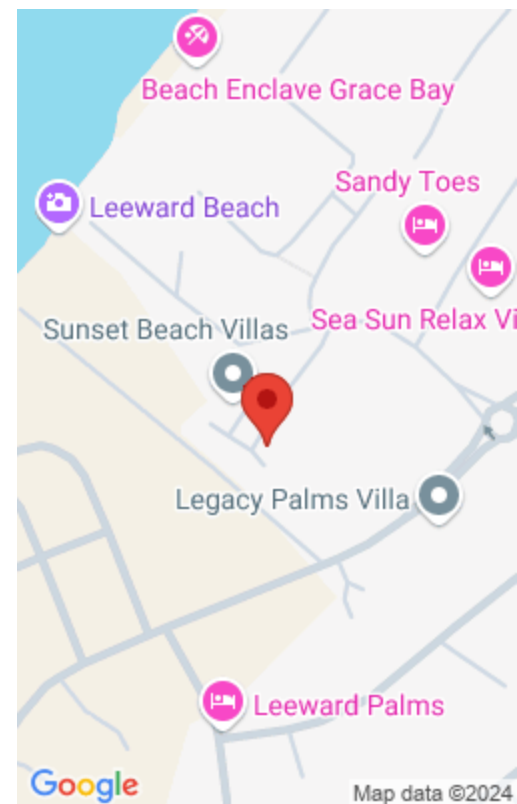 Beach Enclave Grace Bay
Sandy Toes
Leeward Beach
Sunset Beach Villas
Sea Sun Relax Vi
Legacy Palms Villa
Leeward Palms
Google
Map data ©2024